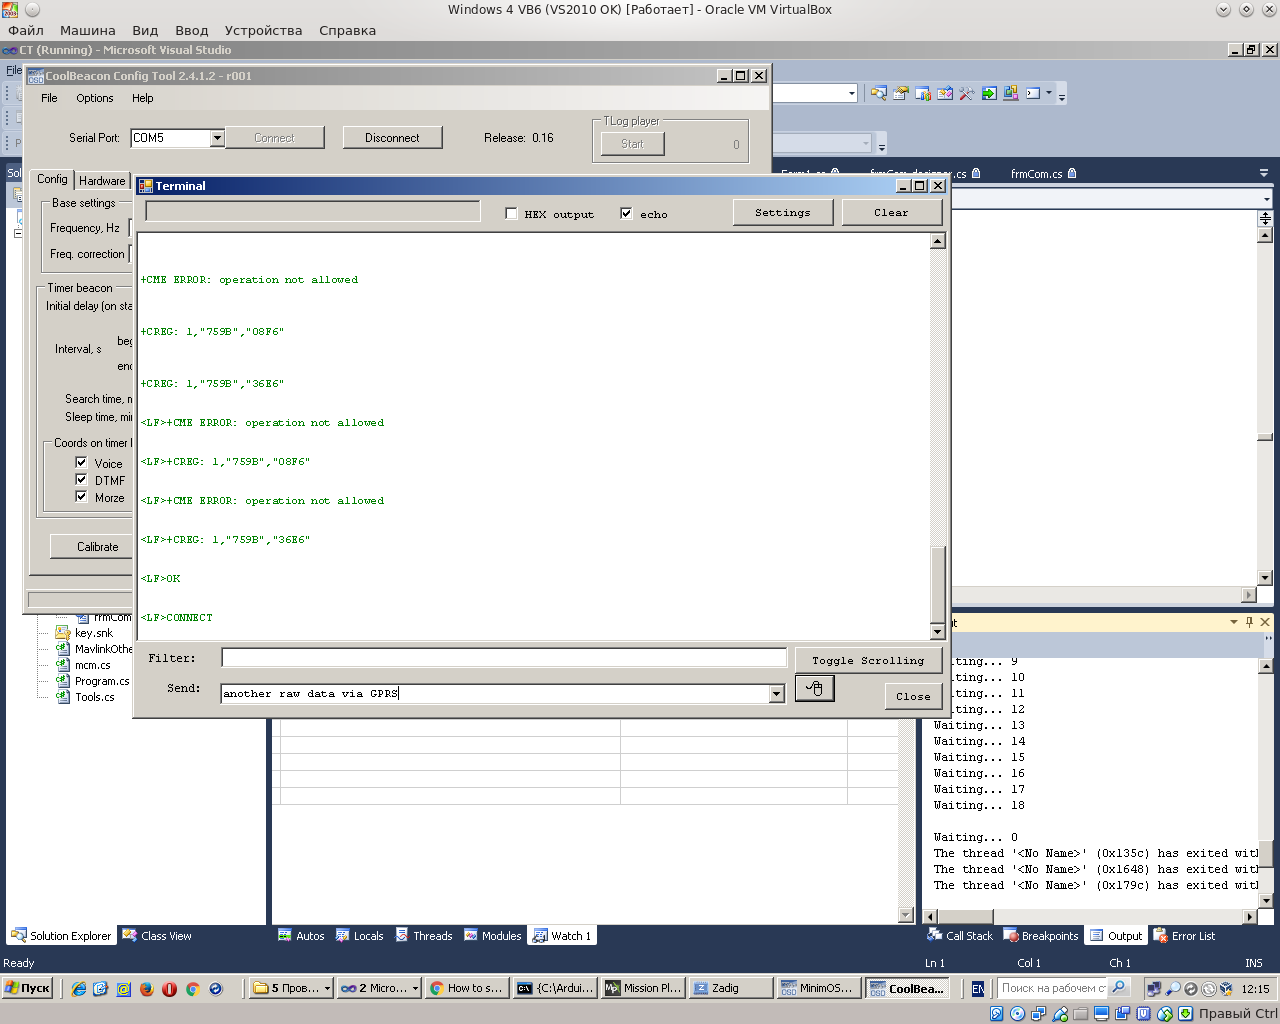 Windows 4 VB6 (VS2010 OK) [Работает] - Oracle VM VirtualBox
Файл Машина Вид Ввод Устройства Справка
CT (Running) - Microsoft Visual Studio
File
CoolBeacon Config Tool 2.4.1.2 - r001
File Options Help
Serial Port: COM5 Connect Disconnect Release: 0.16
TLog player
Start 0
Config Hardware
Base settings
Frequency, Hz
Freq. correction
Timer beacon
Initial delay (on sta
Interval, s
Search time, m
Sleep time, min
Coords on timer
Voice
DTMF
Morze
Calibrate
frmCom.cs
Terminal
HEX output echo Settings Clear
+CME ERROR: operation not allowed
+CREG: 1,"759B","08F6"
+CREG: 1,"759B","36E6"
<LF>+CME ERROR: operation not allowed
<LF>+CREG: 1,"759B","08F6"
<LF>+CME ERROR: operation not allowed
<LF>+CREG: 1,"759B","36E6"
<LF>OK
<LF>CONNECT
Filter: Toggle Scrolling
Send: another raw data via GPRS Close
frmCom
key.snk
MavlinkOthe
mcm.cs
Program.cs
Tools.cs
iting... 9
iting... 10
iting... 11
iting... 12
Waiting... 13
Waiting... 14
Waiting... 15
Waiting... 16
Waiting... 17
Waiting... 18
Waiting... 0
The thread '<No Name>' (0x135c) has exited with
The thread '<No Name>' (0x1648) has exited with
The thread '<No Name>' (0x179c) has exited with
Solution Explorer Class View Autos Locals Threads Modules Watch 1 Call Stack Breakpoints Output Error List
Ready Ln 1 Col 1 Ch 1 INS
Пуск 5 Пров... 2 Micro... How to s... {C:\Ardui... Mission Pl... Zadig MinimOS... CoolBea... EN Поиск на рабочем с 12:15
Правый Ctrl